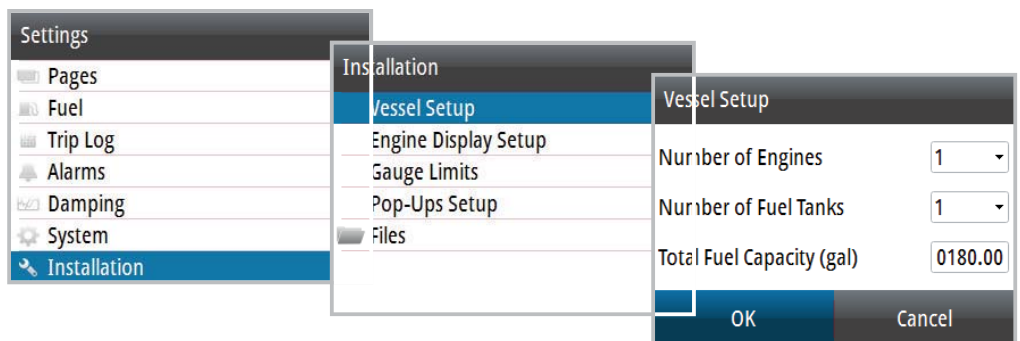 Settings
Pages
Fuel
Trip Log
Alarms
Damping
System
Installation
Installation
Vessel Setup
Engine Display Setup
Gauge Limits
Pop-Ups Setup
Files
Vessel Setup
Number of Engines 1
Number of Fuel Tanks 1
Total Fuel Capacity (gal) 0180.00
OK Cancel